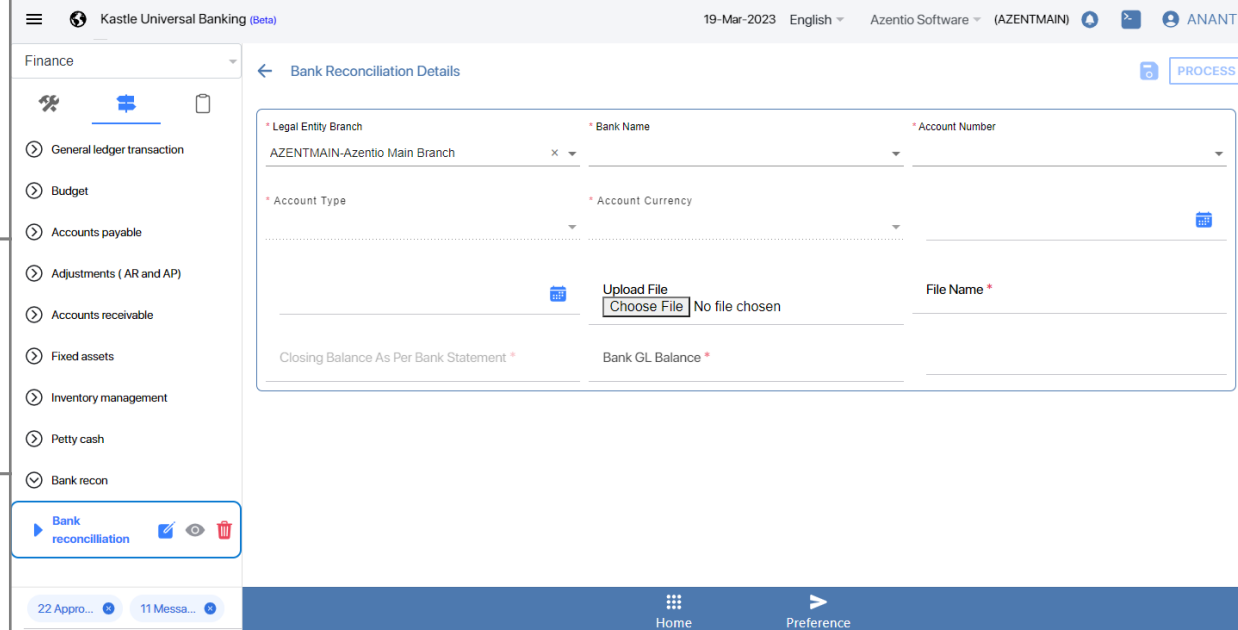 Kastle Universal Banking (Beta)
19-Mar-2023 English Azentio Software (AZENTMAIN) ANANT
Finance
Bank Reconciliation Details
PROCESS
General ledger transaction
Budget
Accounts payable
Adjustments ( AR and AP)
Accounts receivable
Fixed assets
Inventory management
Petty cash
Bank recon
Bank
reconcilliation
22 Appro...
11 Messa...
* Legal Entity Branch
AZENTMAIN-Azentio Main Branch
* Bank Name
* Account Number
* Account Type
* Account Currency
Upload File
Choose File No file chosen
File Name *
Closing Balance As Per Bank Statement *
Bank GL Balance *
Home
Preference